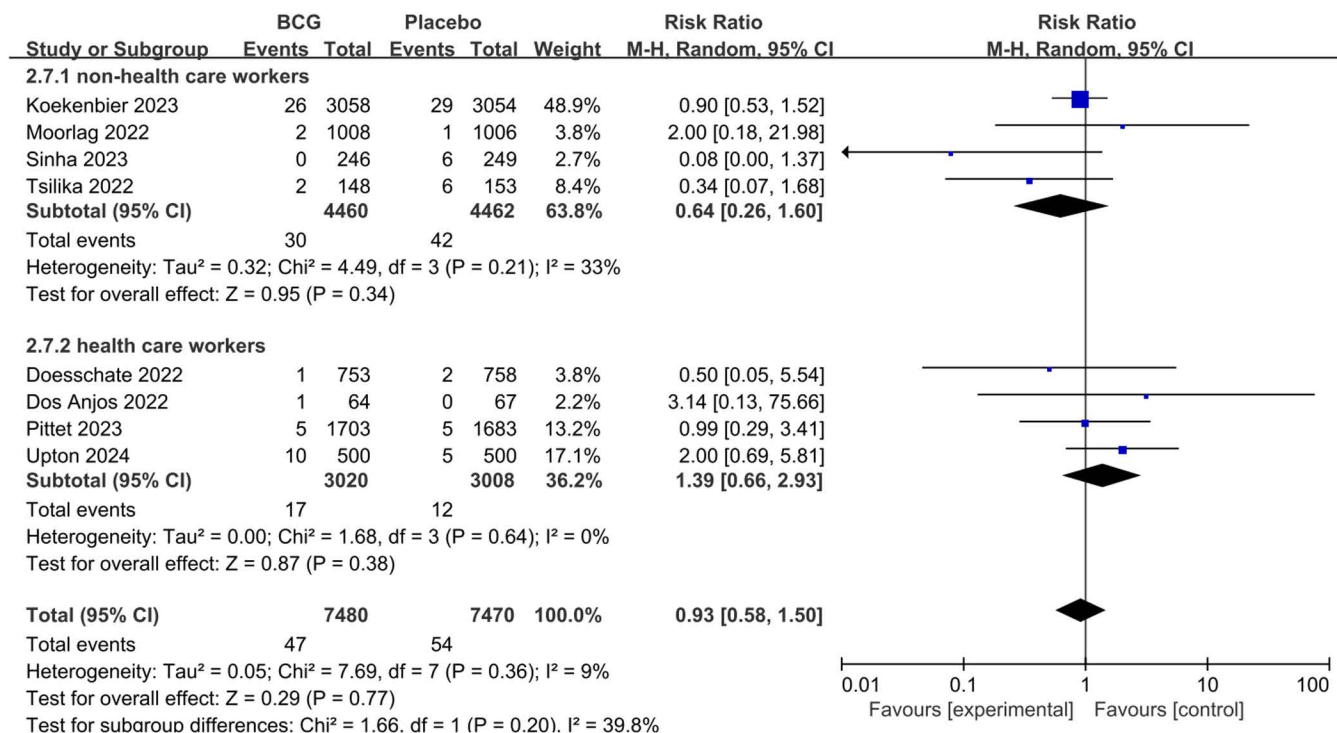 BCG Placebo Risk Ratio Risk Ratio
Study or Subgroup Events Total Events Total Weight M-H, Random, 95% CI M-H, Random, 95% CI
2.7.1 non-health care workers
Koekenbier 2023 26 3058 29 3054 48.9% 0.90 [0.53, 1.52]
Moorlag 2022 2 1008 1 1006 3.8% 2.00 [0.18, 21.98]
Sinha 2023 0 246 6 249 2.7% 0.08 [0.00, 1.37]
Tsilika 2022 2 148 6 153 8.4% 0.34 [0.07, 1.68]
Subtotal (95% CI) 4460 4462 63.8% 0.64 [0.26, 1.60]
Total events 30 42
Heterogeneity: Tau² = 0.32; Chi² = 4.49, df = 3 (P = 0.21); I² = 33%
Test for overall effect: Z = 0.95 (P = 0.34)
2.7.2 health care workers
Doesschate 2022 1 753 2 758 3.8% 0.50 [0.05, 5.54]
Dos Anjos 2022 1 64 0 67 2.2% 3.14 [0.13, 75.66]
Pittet 2023 5 1703 5 1683 13.2% 0.99 [0.29, 3.41]
Upton 2024 10 500 5 500 17.1% 2.00 [0.69, 5.81]
Subtotal (95% CI) 3020 3008 36.2% 1.39 [0.66, 2.93]
Total events 17 12
Heterogeneity: Tau² = 0.00; Chi² = 1.68, df = 3 (P = 0.64); I² = 0%
Test for overall effect: Z = 0.87 (P = 0.38)
Total (95% CI) 7480 7470 100.0% 0.93 [0.58, 1.50]
Total events 47 54
Heterogeneity: Tau² = 0.05; Chi² = 7.69, df = 7 (P = 0.36); I² = 9%
Test for overall effect: Z = 0.29 (P = 0.77)
Test for subgroup differences: Chi² = 1.66, df = 1 (P = 0.20), I² = 39.8%
0.01 0.1 1 10 100
Favours [experimental] Favours [control]